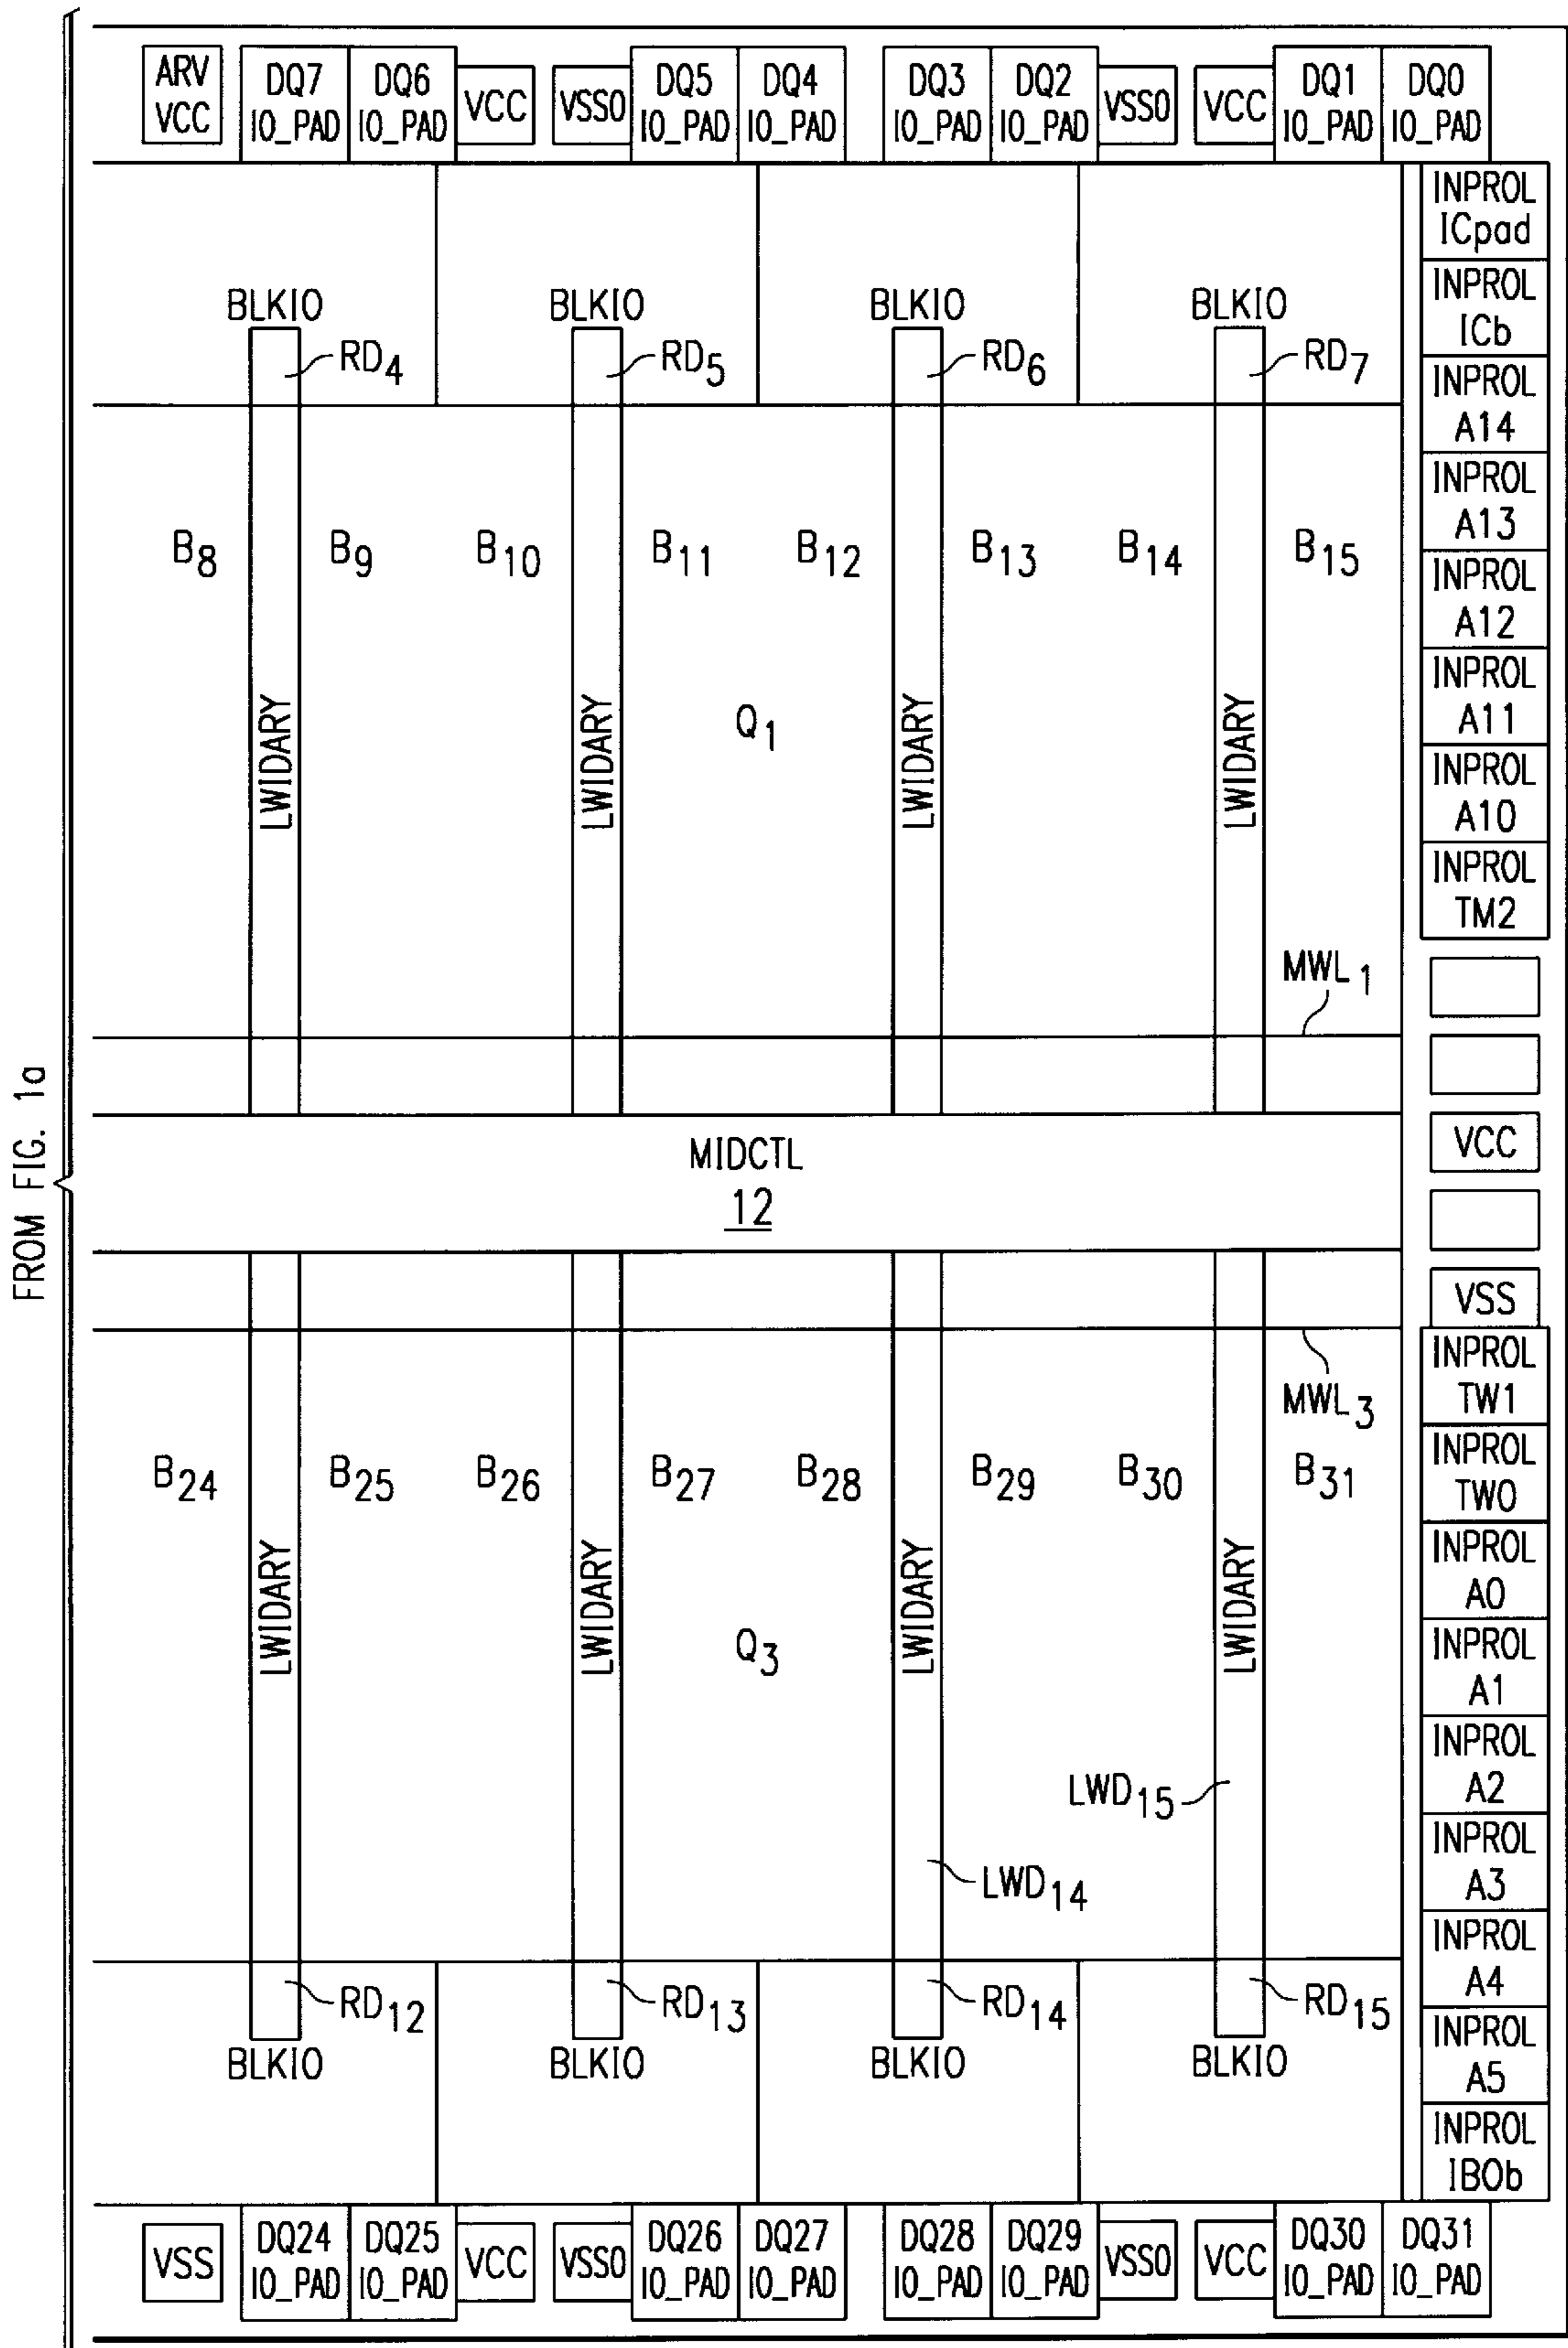 FROM FIG. 1a
ARV VCC
DQ7 IO_PAD
DQ6 IO_PAD
VCC
VSSO
DQ5 IO_PAD
DQ4 IO_PAD
DQ3 IO_PAD
DQ2 IO_PAD
VSSO
VCC
DQ1 IO_PAD
DQ0 IO_PAD
BLKIO
BLKIO
BLKIO
BLKIO
RD4
RD5
RD6
RD7
B8
B9
B10
B11
B12
B13
B14
B15
LWIDARY
LWIDARY
Q1
LWIDARY
LWIDARY
MWL1
MIDCTL
12
MWL3
B24
B25
B26
B27
B28
B29
B30
B31
LWIDARY
LWIDARY
Q3
LWIDARY
LWIDARY
LWD15
LWD14
RD12
RD13
RD14
RD15
BLKIO
BLKIO
BLKIO
BLKIO
INPROL ICpad
INPROL ICb
INPROL A14
INPROL A13
INPROL A12
INPROL A11
INPROL A10
INPROL TM2
VCC
VSS
INPROL TW1
INPROL TW0
INPROL A0
INPROL A1
INPROL A2
INPROL A3
INPROL A4
INPROL A5
INPROL IBOb
VSS
DQ24 IO_PAD
DQ25 IO_PAD
VCC
VSSO
DQ26 IO_PAD
DQ27 IO_PAD
DQ28 IO_PAD
DQ29 IO_PAD
VSSO
VCC
DQ30 IO_PAD
DQ31 IO_PAD